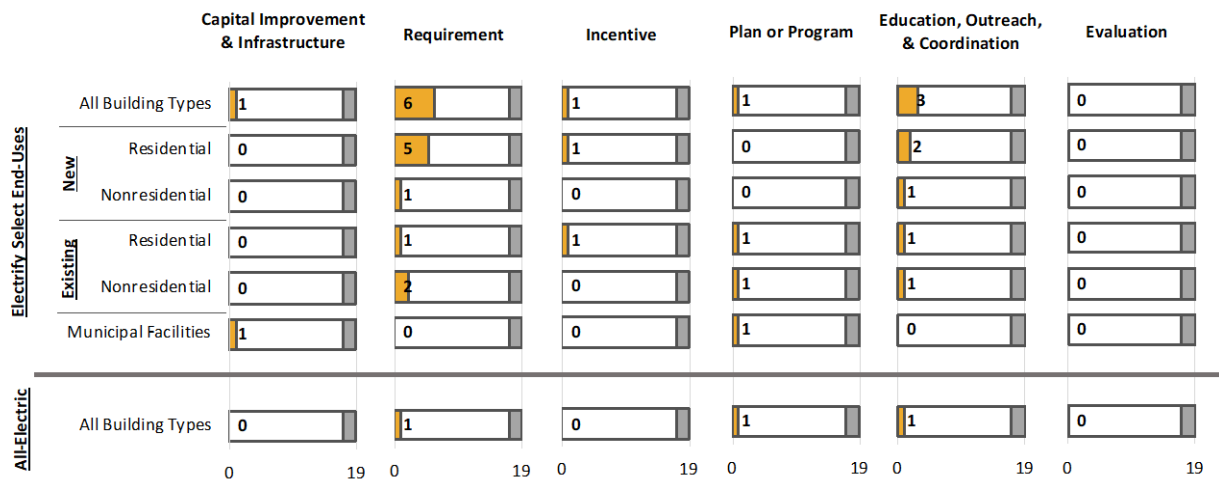 Capital Improvement
& Infrastructure
Requirement
Incentive
Plan or Program
Education, Outreach,
& Coordination
Evaluation
Electrify Select End-Uses
All Building Types
1
6
1
1
3
0
New
Residential
0
5
1
0
2
0
Nonresidential
0
1
0
0
1
0
Existing
Residential
0
1
1
1
1
0
Nonresidential
0
2
0
1
1
0
Municipal Facilities
1
0
0
1
0
0
All-Electric
All Building Types
0
1
0
1
1
0
0
19
0
19
0
19
0
19
0
19
0
19